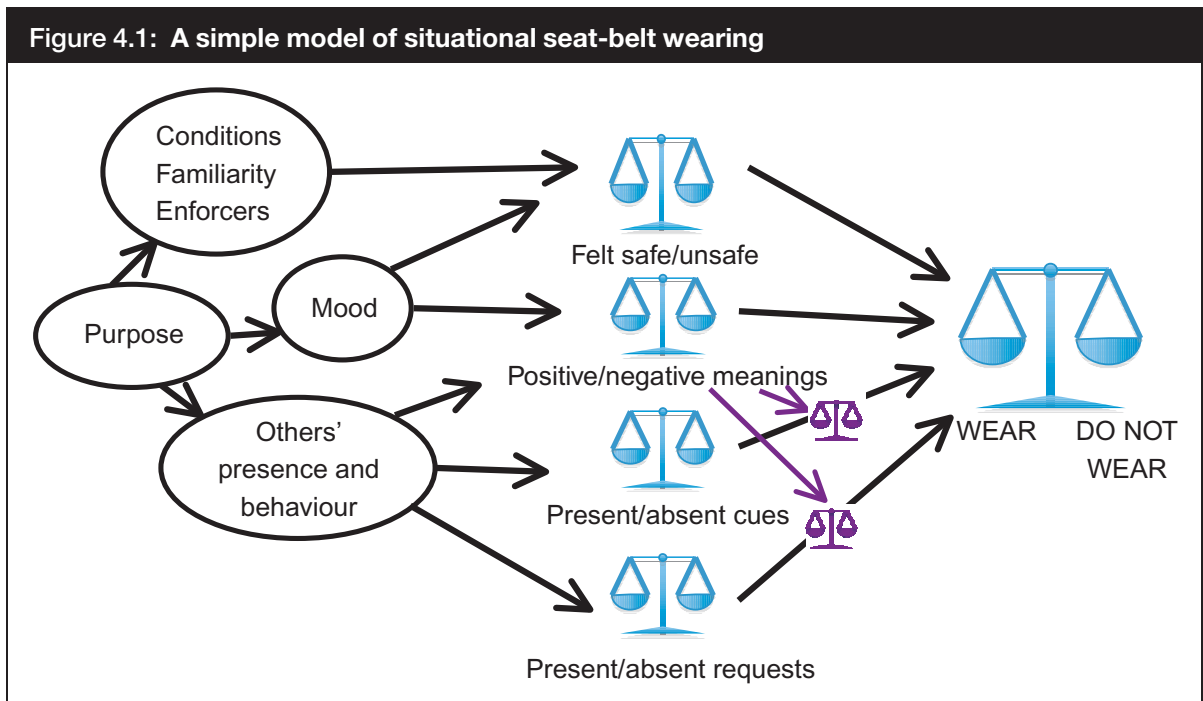 Figure 4.1: A simple model of situational seat-belt wearing
Conditions
Familiarity
Enforcers
Purpose
Mood
Others'
presence and
behaviour
Felt safe/unsafe
Positive/negative meanings
Present/absent cues
Present/absent requests
WEAR
DO NOT
WEAR